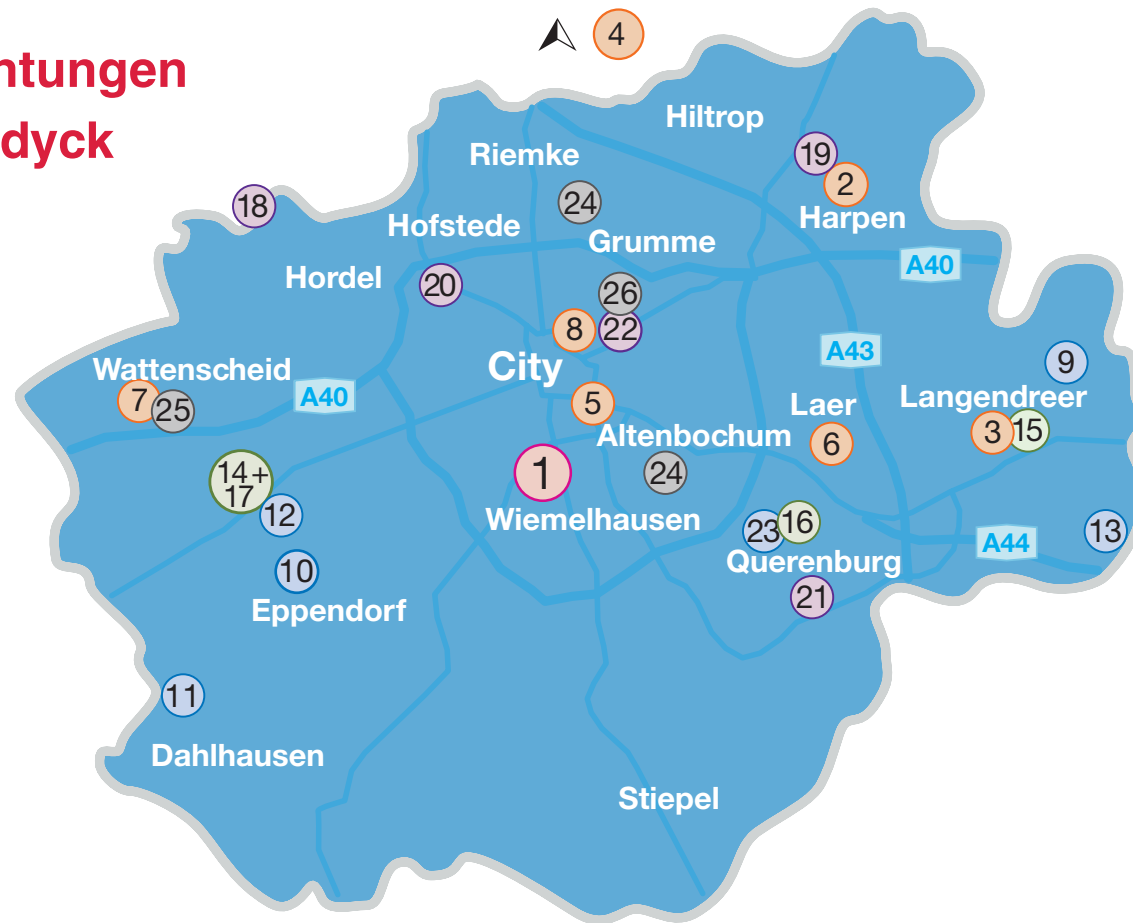 4
htungen
dyck
Hiltrop
Riemke
19
2
18
24
Harpen
Hofstede
Grumme
A40
Hordel
20
26
8
22
A43
9
City
Wattenscheid
A40
7
25
5
Laer
Langendreer
3
15
Altenbochum
6
1
24
14+
17
12
Wiemelhausen
23
16
13
A44
Querenburg
10
21
Eppendorf
11
Dahlhausen
Stiepel